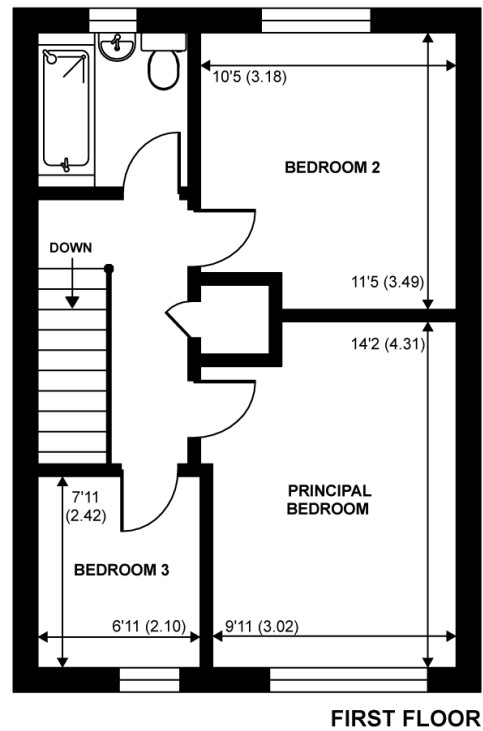 10'5 (3.18)
BEDROOM 2
DOWN
11'5 (3.49)
14'2 (4.31)
PRINCIPAL
BEDROOM
7'11
(2.42)
BEDROOM 3
6'11 (2.10)
9'11 (3.02)
FIRST FLOOR